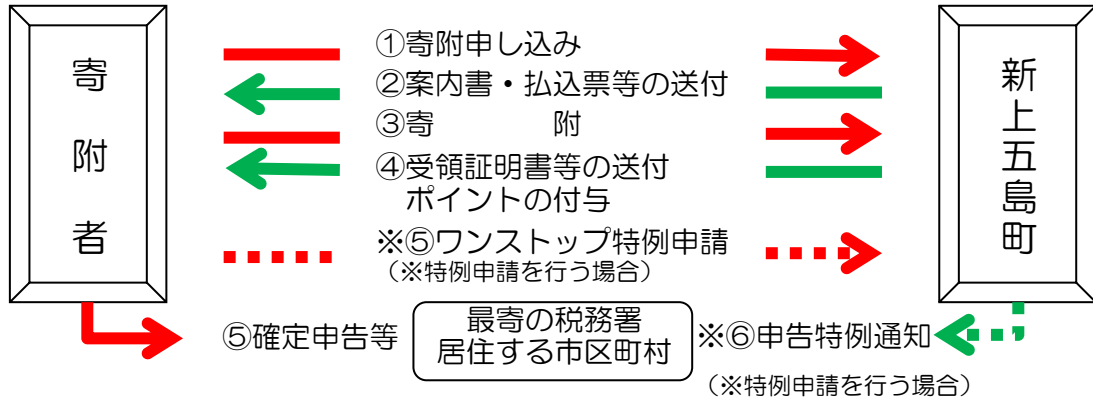 寄附者
①寄附申し込み
②案内書・払込票等の送付
③寄　　　　附
④受領証明書等の送付
ポイントの付与
※⑤ワンストップ特例申請
（※特例申請を行う場合）
新上五島町
⑤確定申告等
最寄の税務署
居住する市区町村
※⑥申告特例通知
（※特例申請を行う場合）